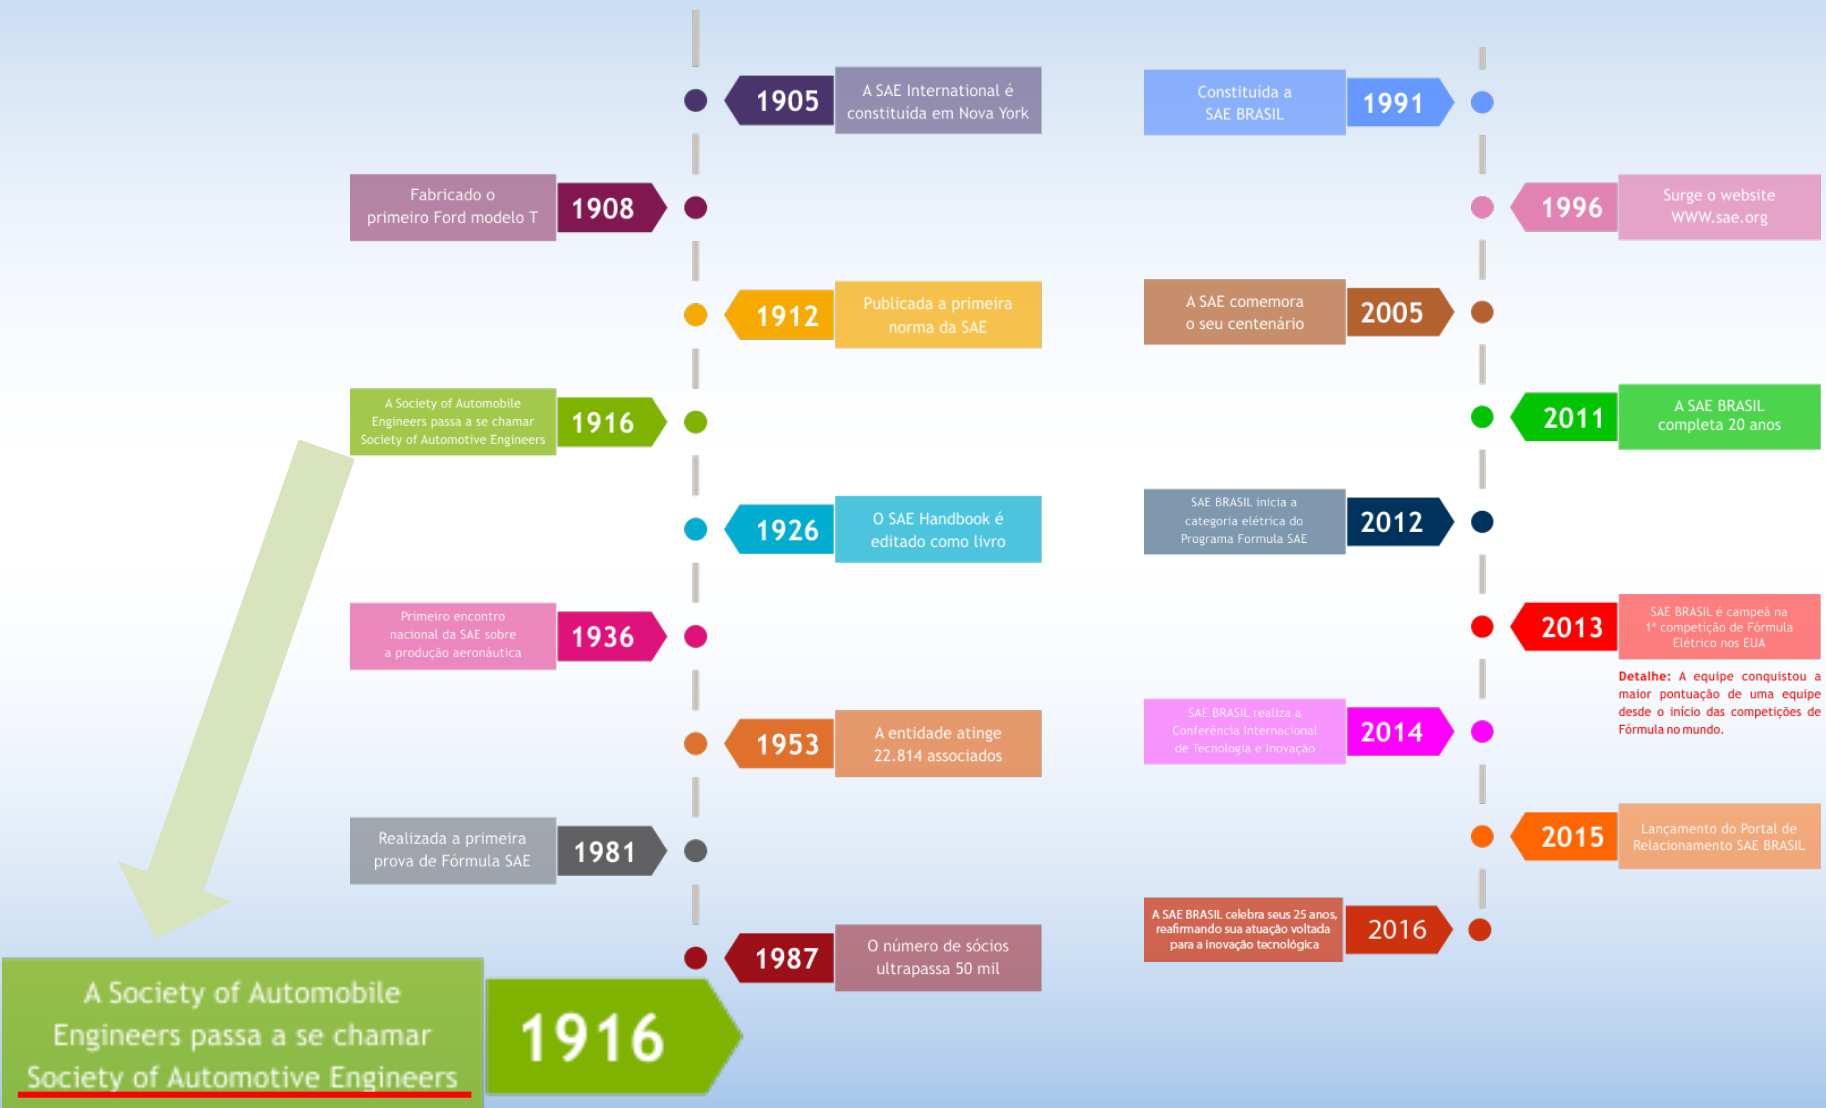 1905
A SAE International é
constituída em Nova York
Fabricado o
primeiro Ford modelo T
1908
1912
Publicada a primeira
norma da SAE
A Society of Automobile
Engineers passa a se chamar
Society of Automotive Engineers
1916
1926
O SAE Handbook é
editado como livro
Primeiro encontro
nacional da SAE sobre
a produção aeronáutica
1936
1953
A entidade atinge
22.814 associados
Realizada a primeira
prova de Fórmula SAE
1981
1987
O número de sócios
ultrapassa 50 mil
A Society of Automobile
Engineers passa a se chamar
Society of Automotive Engineers
1916
Constituída a
SAE BRASIL
1991
1996
Surge o website
WWW.sae.org
A SAE comemora
o seu centenário
2005
2011
A SAE BRASIL
completa 20 anos
SAE BRASIL inicia a
categoria elétrica do
Programa Formula SAE
2012
2013
SAE BRASIL é campeã na
1ª competição de Fórmula
Elétrico nos EUA
Detalhe: A equipe conquistou a
maior pontuação de uma equipe
desde o início das competições de
Fórmula no mundo.
SAE BRASIL realiza a
Conferência Internacional
de Tecnologia e Inovação
2014
2015
Lançamento do Portal de
Relacionamento SAE BRASIL
A SAE BRASIL celebra seus 25 anos,
reafirmando sua atuação voltada
para a inovação tecnológica
2016